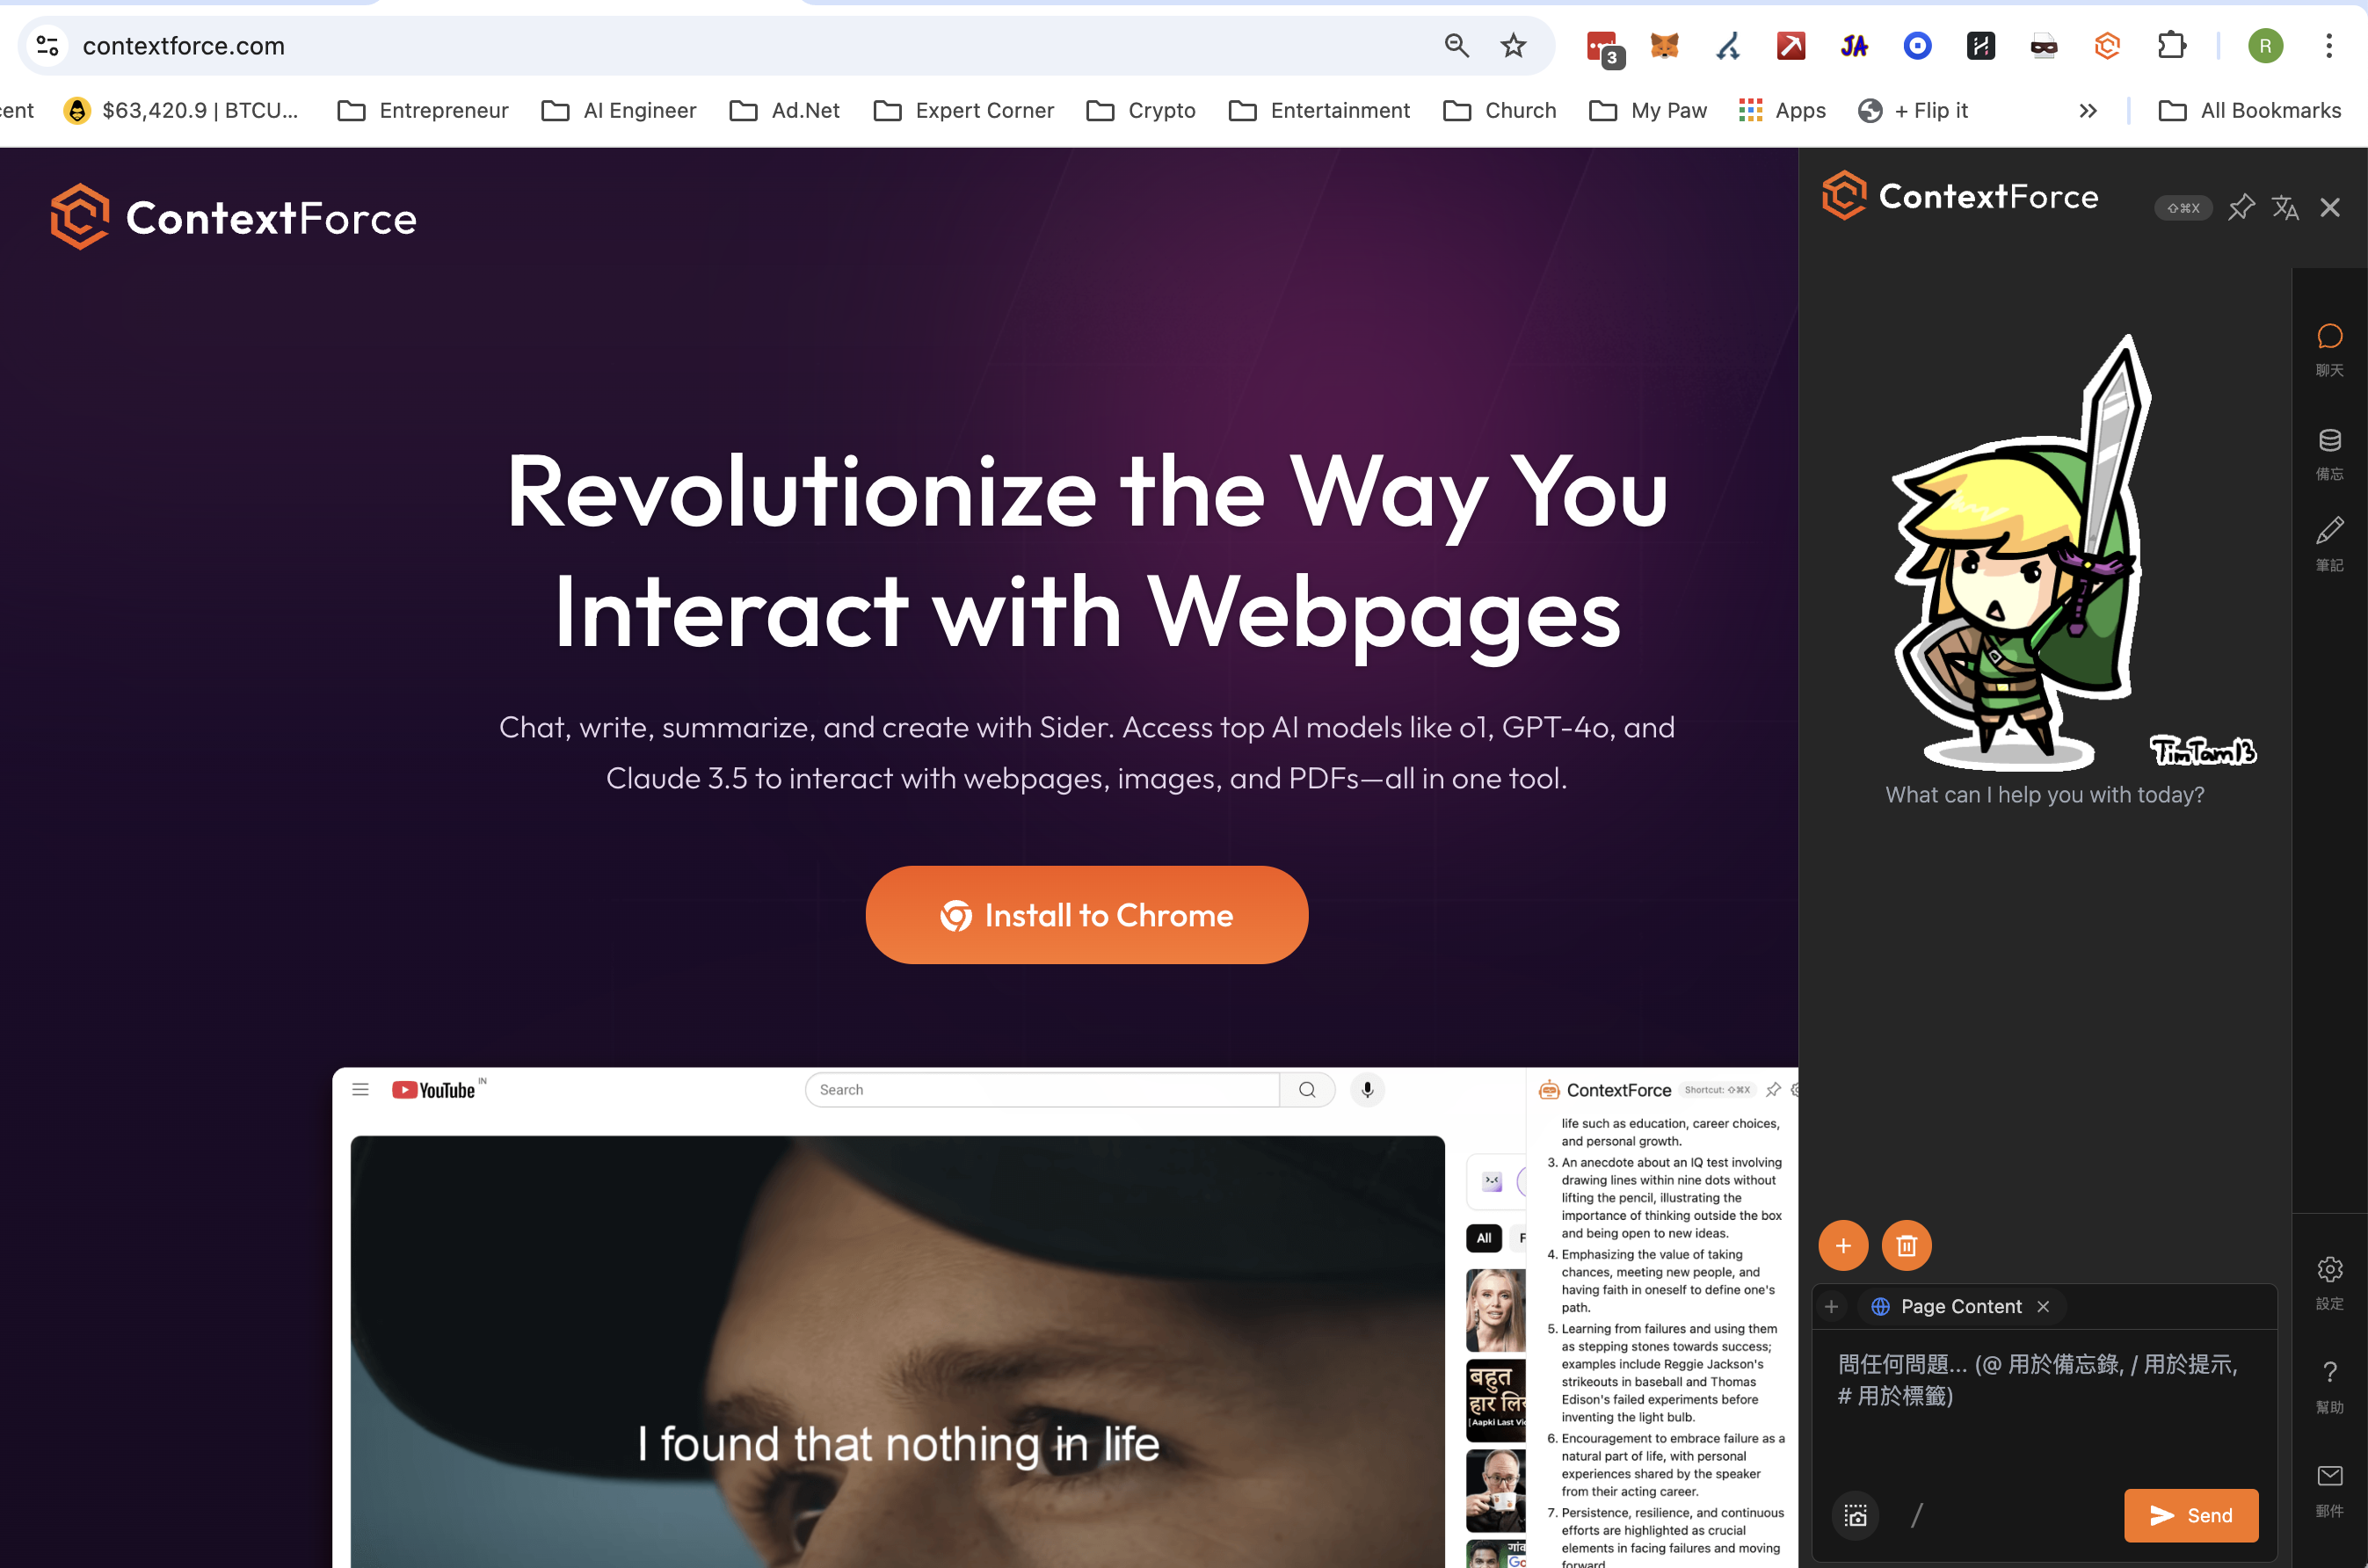 contextforce.com
3
JA
R
ent
$63,420.9 | BTCU...
Entrepreneur
AI Engineer
Ad.Net
Expert Corner
Crypto
Entertainment
Church
My Paw
Apps
+ Flip it
All Bookmarks
ContextForce
Revolutionize the Way You
Interact with Webpages
Chat, write, summarize, and create with Sider. Access top AI models like o1, GPT-4o, and
Claude 3.5 to interact with webpages, images, and PDFs—all in one tool.
Install to Chrome
YouTube IN
Search
I found that nothing in life
All
F
बहुत
[Aapki Last Vi
ContextForce
Shortcut: ⇧⌘X
life such as education, career choices,
and personal growth.
3. An anecdote about an IQ test involving
drawing lines within nine dots without
lifting the pencil, illustrating the
importance of thinking outside the box
and being open to new ideas.
4. Emphasizing the value of taking
chances, meeting new people, and
having faith in oneself to define one's
path.
5. Learning from failures and using them
as stepping stones towards success;
examples include Reggie Jackson's
strikeouts in baseball and Thomas
Edison's failed experiments before
inventing the light bulb.
6. Encouragement to embrace failure as a
natural part of life, with personal
experiences shared by the speaker
from their acting career.
7. Persistence, resilience, and continuous
efforts are highlighted as crucial
elements in facing failures and moving
forward
ContextForce
⇧⌘X
TimTam13
What can I help you with today?
聊天
備忘
筆記
設定
幫助
郵件
Page Content
問任何問題... (@ 用於備忘錄, / 用於提示,
# 用於標籤)
/
Send